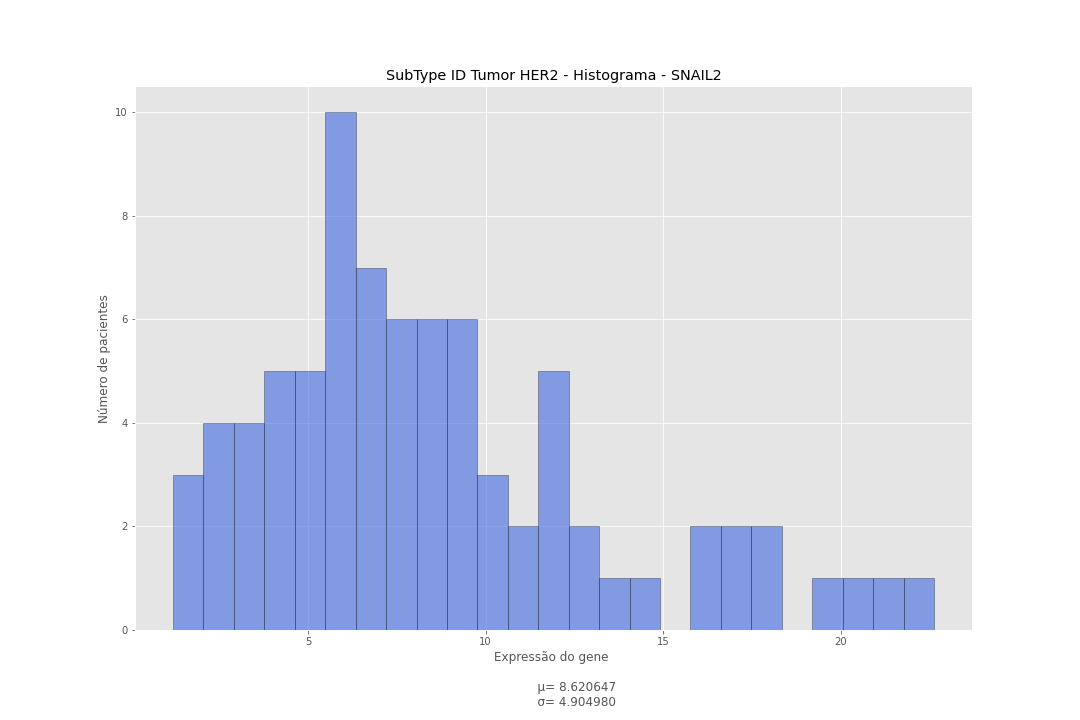 SubType ID Tumor HER2 - Histograma - SNAIL2
10
8
6
4
2
0
Número de pacientes
5 10 15 20
Expressão do gene
μ= 8.620647
σ= 4.904980